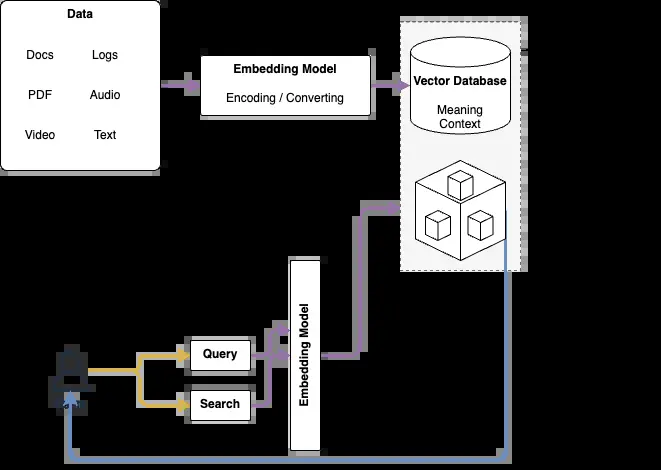 Data
Docs Logs
PDF Audio
Video Text
Embedding Model
Encoding / Converting
Vector Database
Meaning
Context
Embedding Model
Query
Search